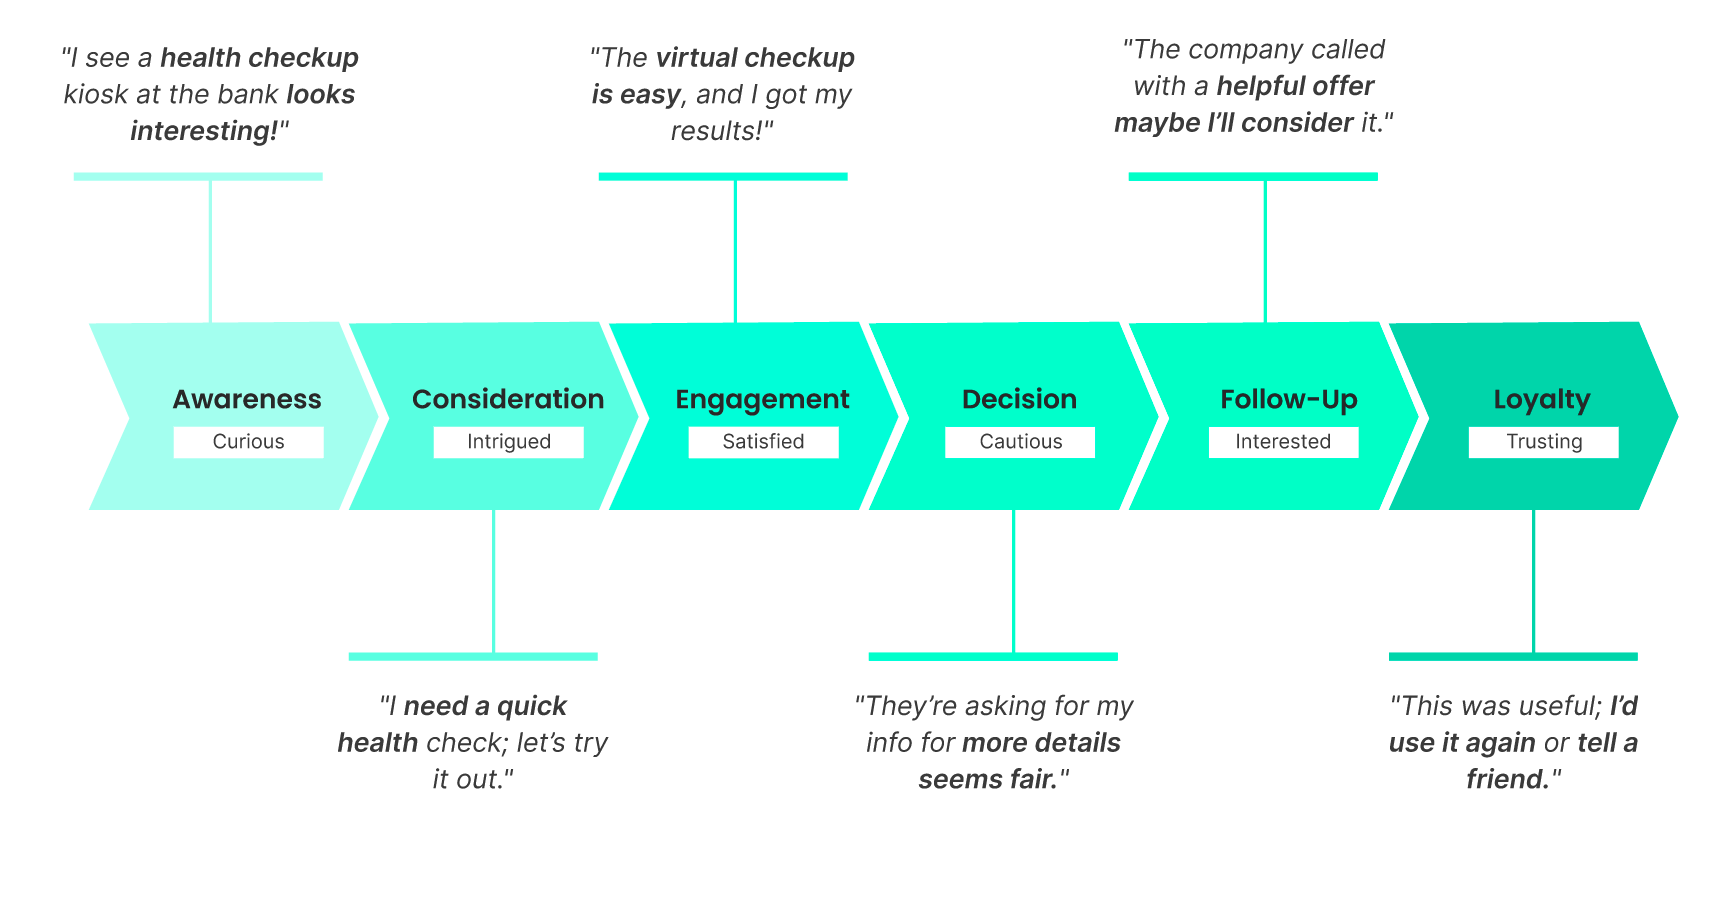 "I see a health checkup
kiosk at the bank looks
interesting!"
"The virtual checkup
is easy, and I got my
results!"
"The company called
with a helpful offer
maybe I’ll consider it."
Awareness
Curious
Consideration
Intrigued
Engagement
Satisfied
Decision
Cautious
Follow-Up
Interested
Loyalty
Trusting
"I need a quick
health check; let’s try
it out."
"They’re asking for my
info for more details
seems fair."
"This was useful; I’d
use it again or tell a
friend."